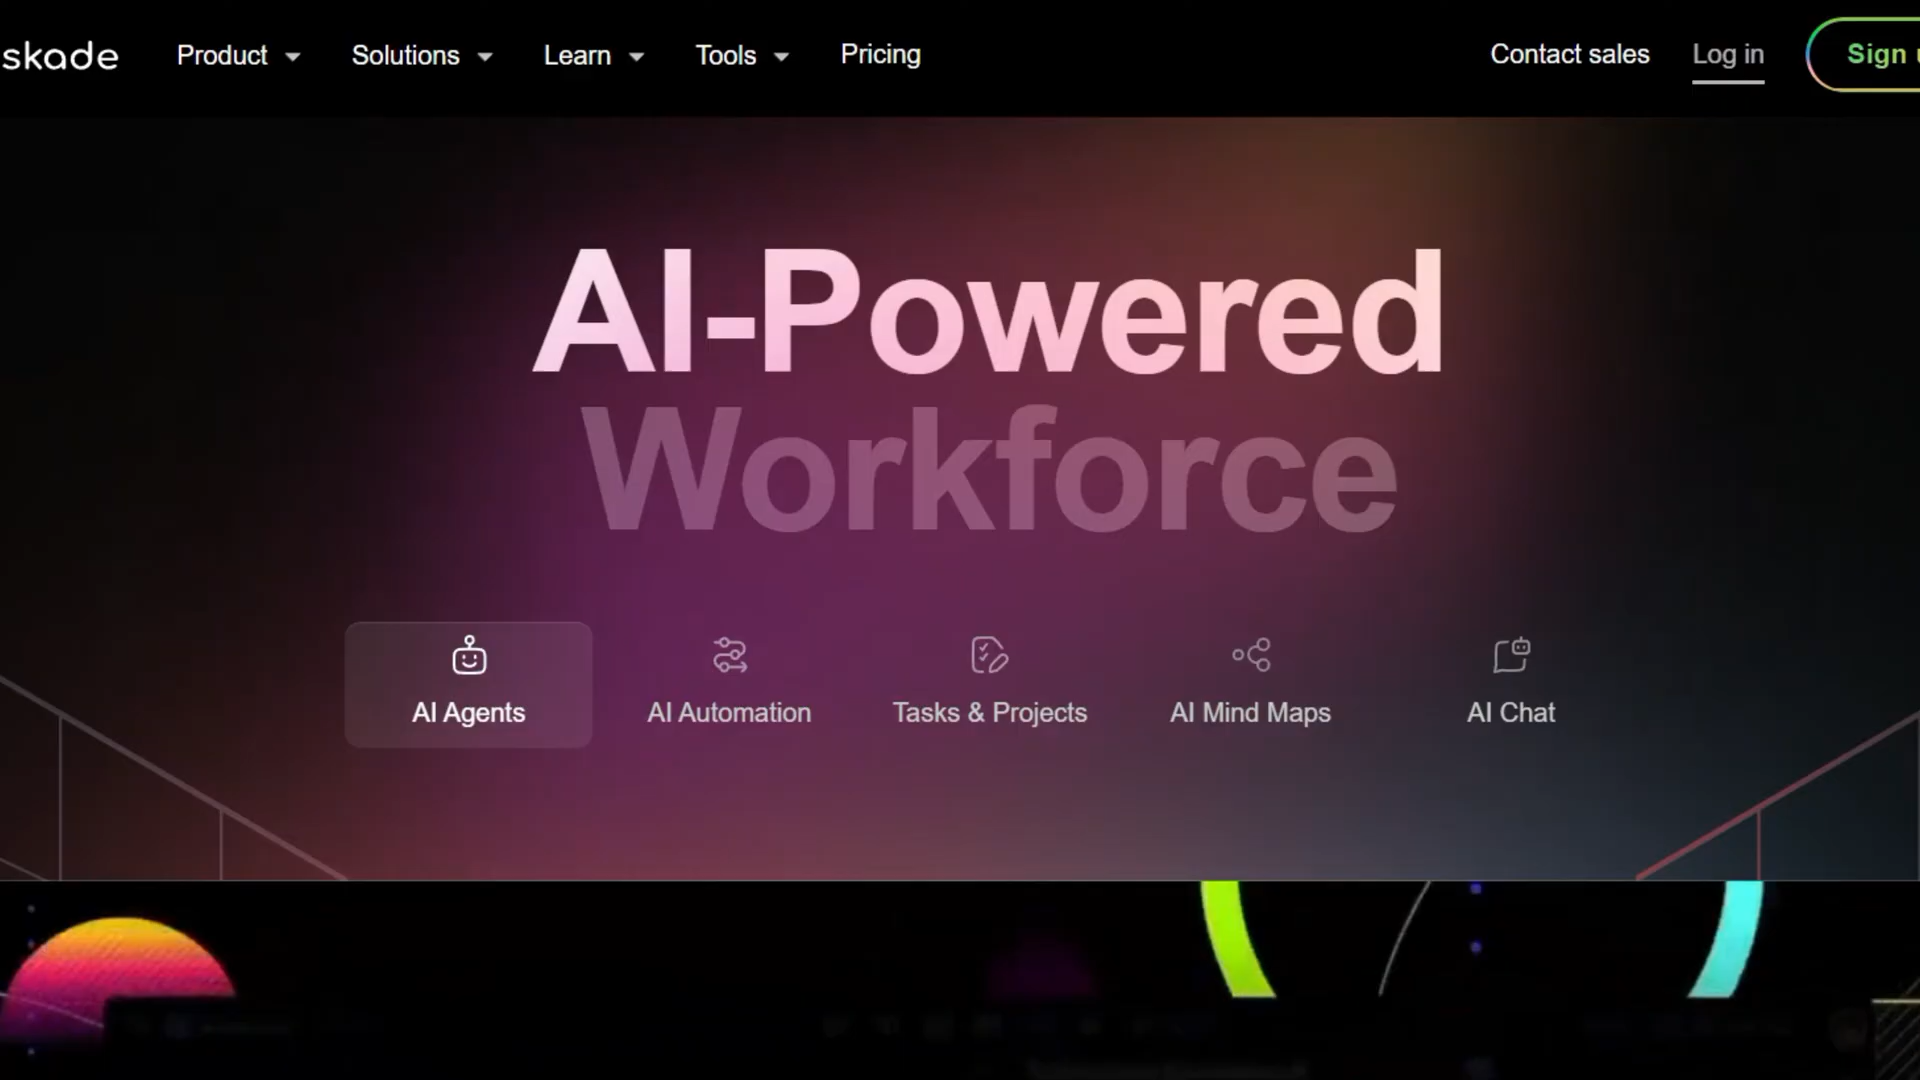 skade Product Solutions Learn Tools Pricing Contact sales Log in Sign
AI-Powered
Workforce
AI Agents AI Automation Tasks & Projects AI Mind Maps AI Chat